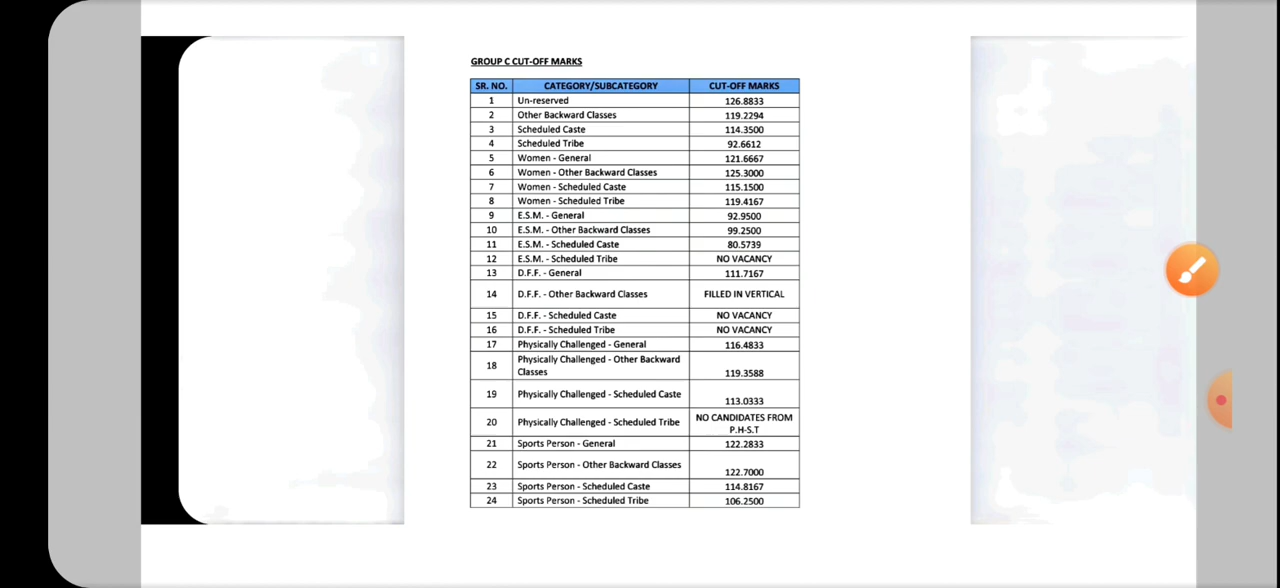 GROUP C CUT-OFF MARKS
SR. NO. CATEGORY/SUBCATEGORY CUT-OFF MARKS
1 Un-reserved 126.8833
2 Other Backward Classes 119.2294
3 Scheduled Caste 114.3500
4 Scheduled Tribe 92.6612
5 Women - General 121.6667
6 Women - Other Backward Classes 125.3000
7 Women - Scheduled Caste 115.1500
8 Women - Scheduled Tribe 119.4167
9 E.S.M. - General 92.9500
10 E.S.M. - Other Backward Classes 99.2500
11 E.S.M. - Scheduled Caste 80.5739
12 E.S.M. - Scheduled Tribe NO VACANCY
13 D.F.F. - General 111.7167
14 D.F.F. - Other Backward Classes FILLED IN VERTICAL
15 D.F.F. - Scheduled Caste NO VACANCY
16 D.F.F. - Scheduled Tribe NO VACANCY
17 Physically Challenged - General 116.4833
18 Physically Challenged - Other Backward
Classes 119.3588
19 Physically Challenged - Scheduled Caste 113.0333
20 Physically Challenged - Scheduled Tribe NO CANDIDATES FROM
P.H-S.T
21 Sports Person - General 122.2833
22 Sports Person - Other Backward Classes 122.7000
23 Sports Person - Scheduled Caste 114.8167
24 Sports Person - Scheduled Tribe 106.2500